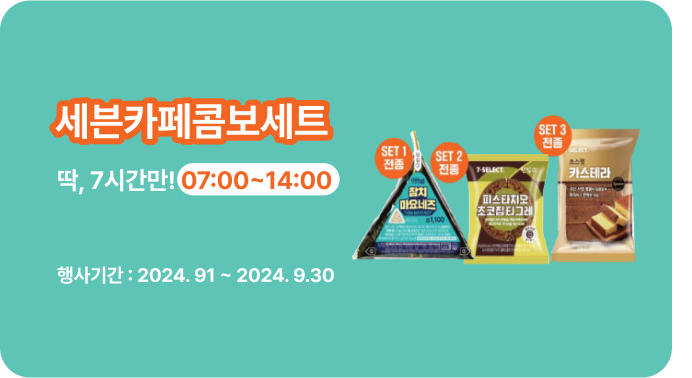 세븐카페콤보세트
딱, 7시간만! 07:00~14:00
행사기간 : 2024. 91 ~ 2024. 9.30
SET 1
전종
참치
마요네즈
1,100
SET 2
전종
7-SELECT
피스타치오
초코칩 티그레
SET 3
전종
7-SELECT
카스테라